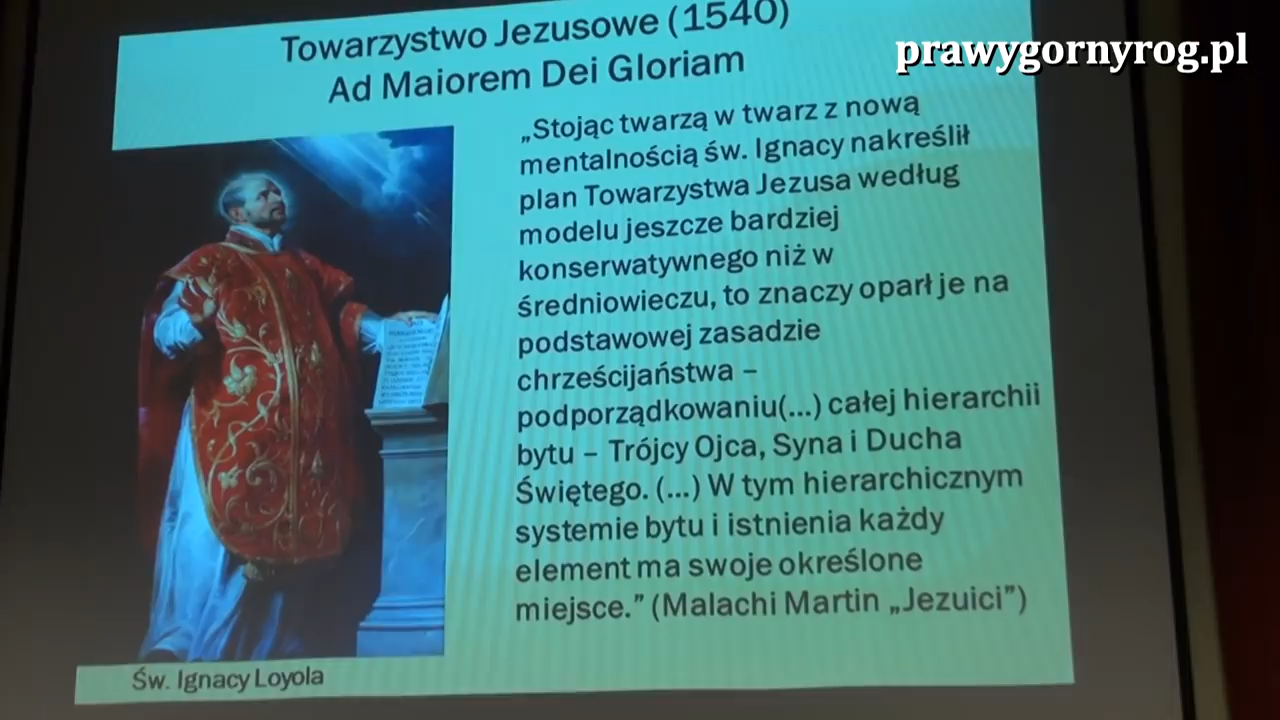 prawygornyrog.pl
Towarzystwo Jezusowe (1540)
Ad Maiorem Dei Gloriam
„Stojąc twarzą w twarz z nową
mentalnością św. Ignacy nakreślił
plan Towarzystwa Jezusa według
modelu jeszcze bardziej
konserwatywnego niż w
średniowieczu, to znaczy oparł je na
podstawowej zasadzie
chrześcijaństwa –
podporządkowaniu(...) całej hierarchii
bytu – Trójcy Ojca, Syna i Ducha
Świętego. (...) W tym hierarchicznym
systemie bytu i istnienia każdy
element ma swoje określone
miejsce.” (Malachi Martin „Jezuici”)
Św. Ignacy Loyola